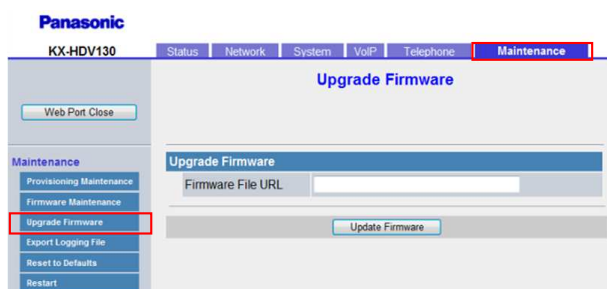 Panasonic
KX-HDV130
Status Network System VoIP Telephone Maintenance
Upgrade Firmware
Web Port Close
Maintenance
Provisioning Maintenance
Firmware Maintenance
Upgrade Firmware
Export Logging File
Reset to Defaults
Restart
Upgrade Firmware
Firmware File URL
Update Firmware